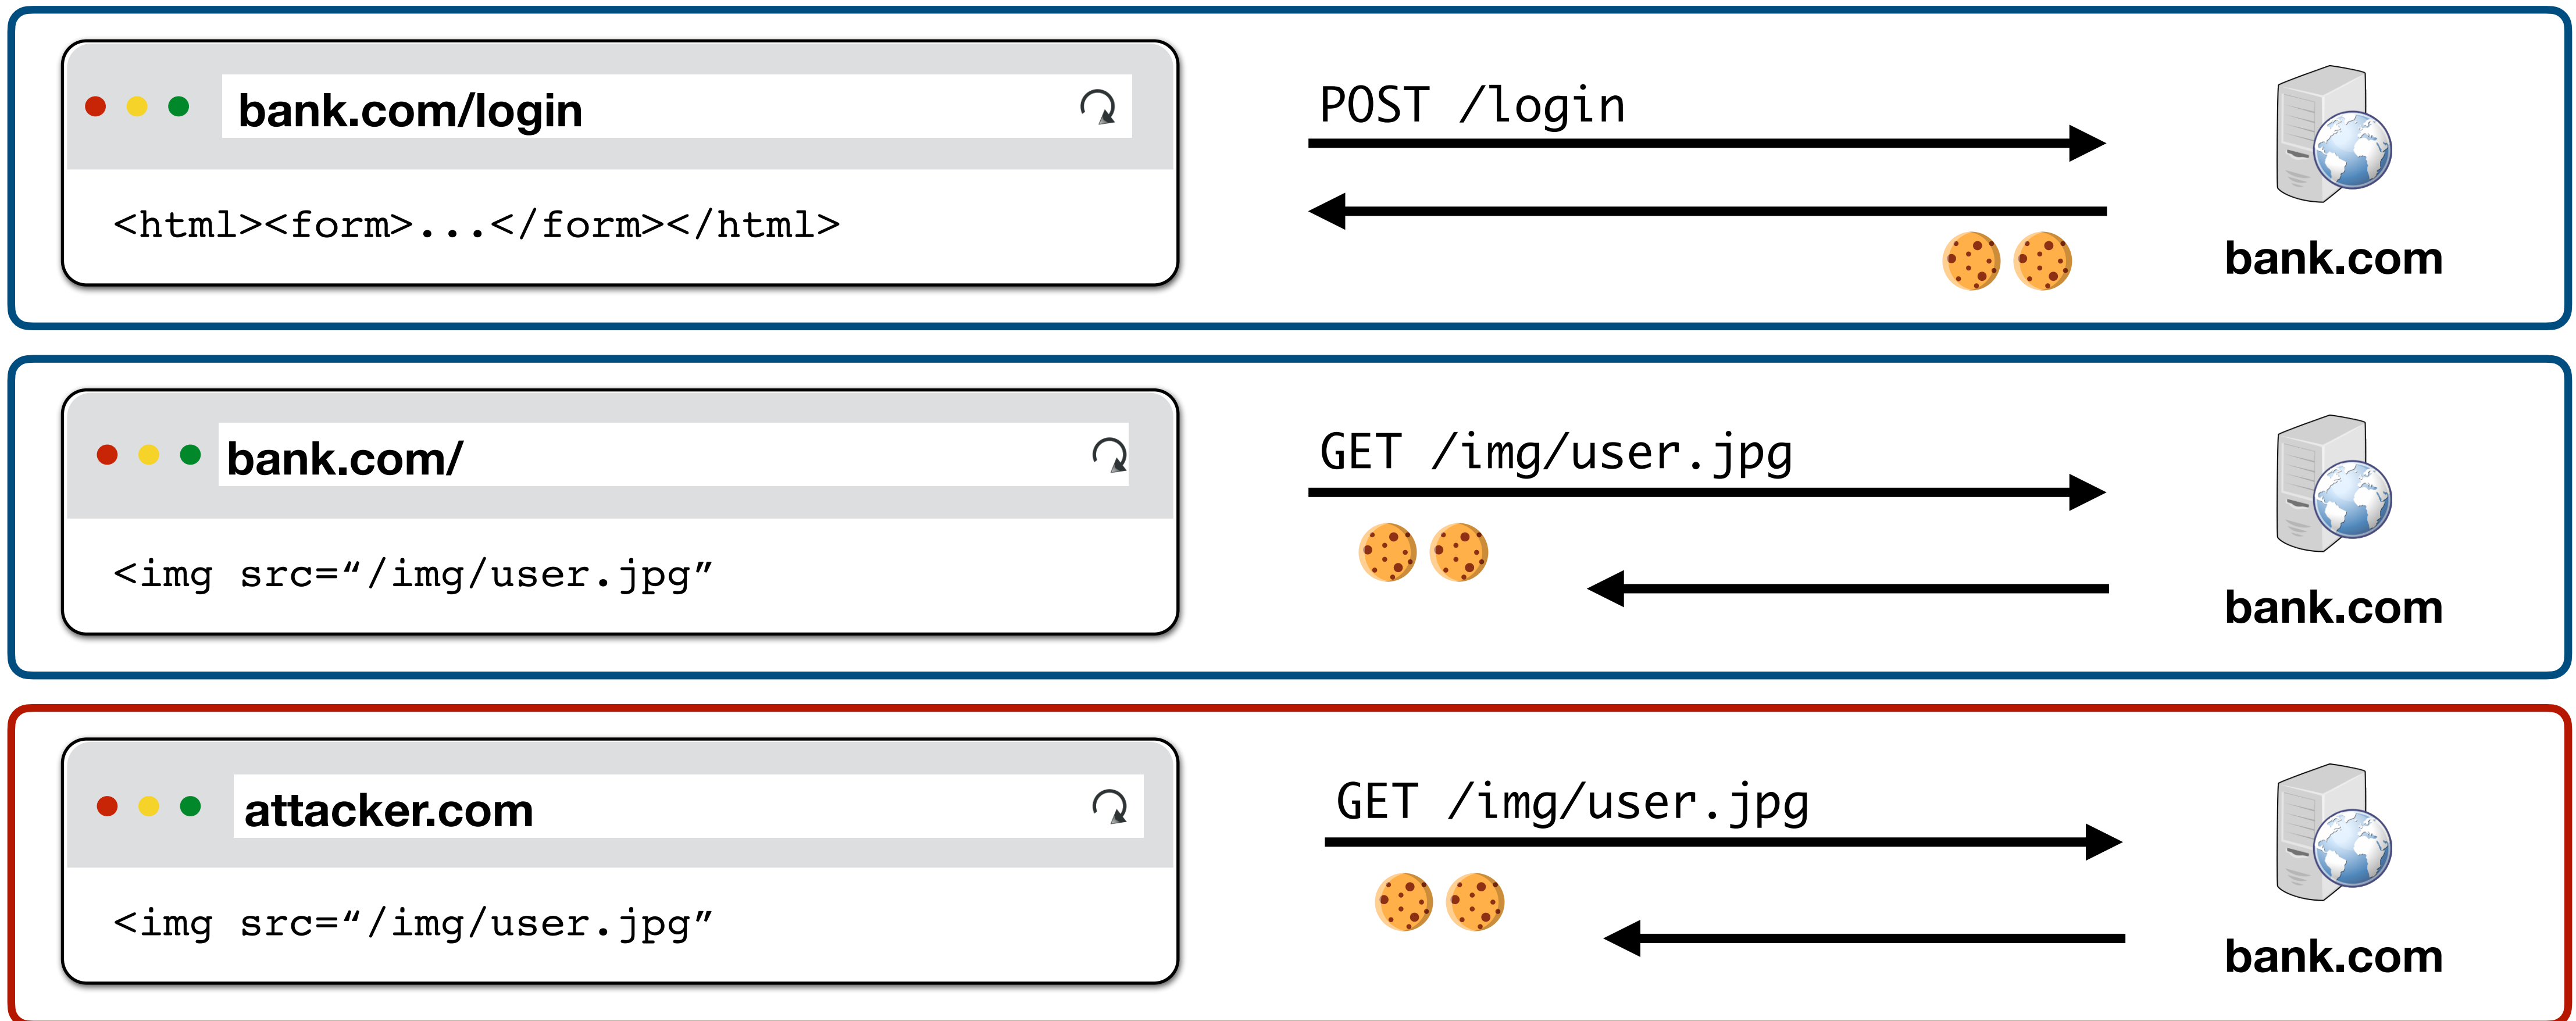 bank.com/login
POST /login
<html><form>...</form></html>
bank.com
bank.com/
GET /img/user.jpg
<img src=“/img/user.jpg”
bank.com
attacker.com
GET /img/user.jpg
<img src=“/img/user.jpg”
bank.com